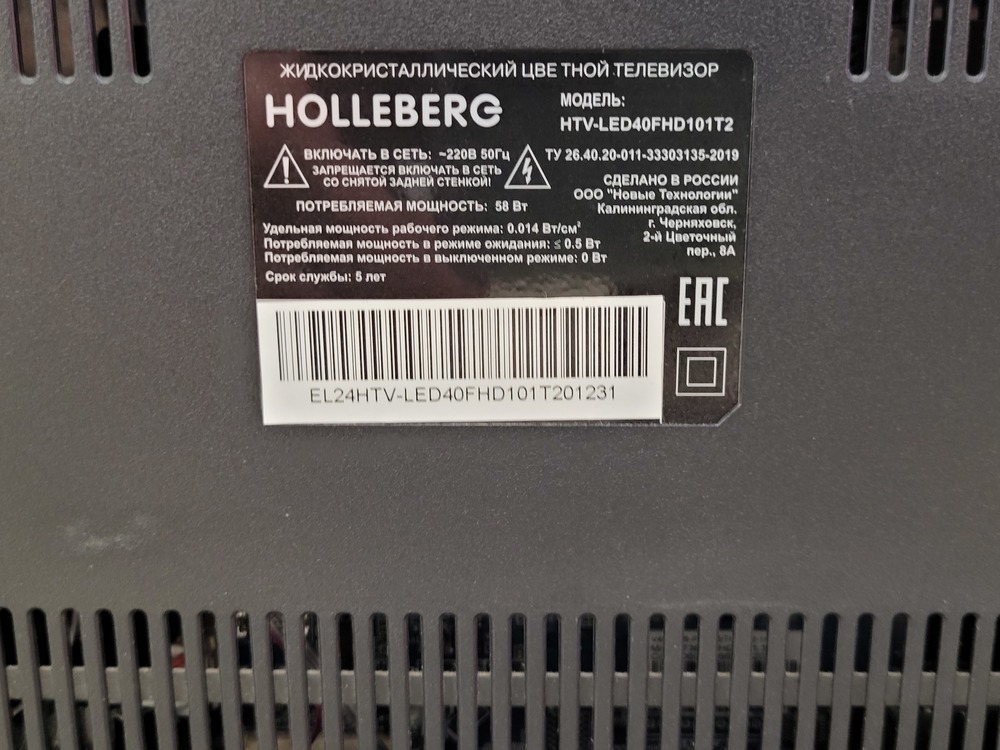 ЖИДКОКРИСТАЛЛИЧЕСКИЙ ЦВЕТНОЙ ТЕЛЕВИЗОР
HOLLEBERG
МОДЕЛЬ:
HTV-LED40FHD101T2
ВКЛЮЧАТЬ В СЕТЬ: ~220В 50Гц
ЗАПРЕЩАЕТСЯ ВКЛЮЧАТЬ В СЕТЬ
СО СНЯТОЙ ЗАДНЕЙ СТЕНКОЙ!
ТУ 26.40.20-011-33303135-2019
СДЕЛАНО В РОССИИ
ООО "Новые Технологии"
Калининградская обл.
г. Черняховск,
2-й Цветочный
пер., 8А
ПОТРЕБЛЯЕМАЯ МОЩНОСТЬ: 58 Вт
Удельная мощность рабочего режима: 0.014 Вт/см²
Потребляемая мощность в режиме ожидания: ≤ 0.5 Вт
Потребляемая мощность в выключенном режиме: 0 Вт
Срок службы: 5 лет
EAC
EL24HTV-LED40FHD101T201231